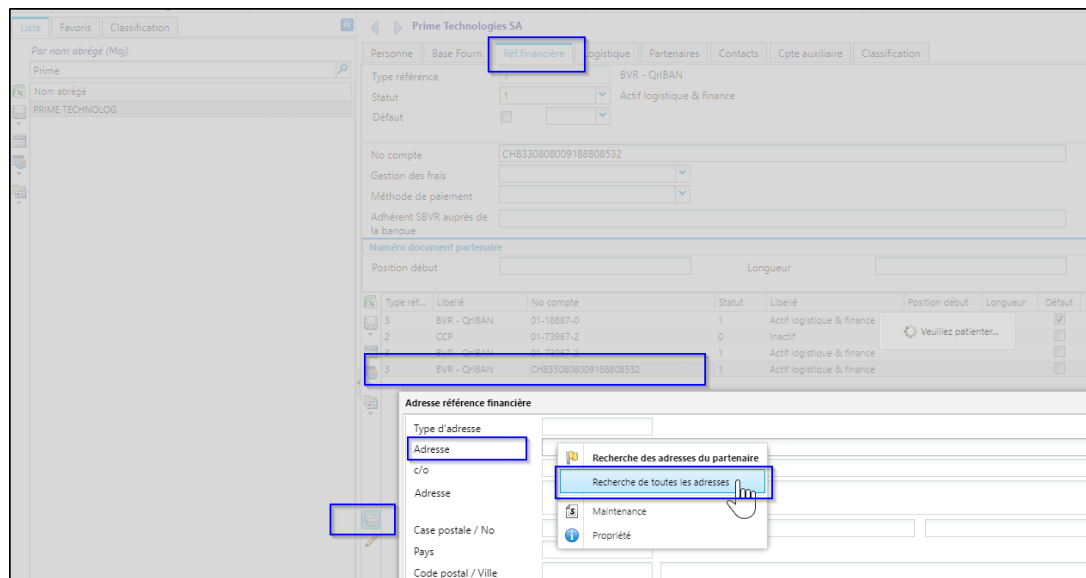 Liste Favoris Classification
Prime Technologies SA
Par nom abrégé (Maj)
Prime
Nom abrégé
PRIME TECHNOLOG
Personne Base Fourn. Réf.financière Logistique Partenaires Contacts Cpte auxiliaire Classification
Type référence 3 BVR - QrIBAN
Statut 1 Actif logistique & finance
Défaut
No compte CH8330808009188808532
Gestion des frais
Méthode de paiement
Adhérent SBVR auprès de
la banque
Numéro document partenaire
Position début Longueur
Type réf... Libellé No compte Statut Libellé Position début Longueur Défaut
3 BVR - QrIBAN 01-18887-0 1 Actif logistique & finance
Veuillez patienter...
2 CCP 01-73967-2 0 Inactif
3 BVR - QrIBAN 01-73967-2 1 Actif logistique & finance
3 BVR - QrIBAN CH8330808009188808532 1 Actif logistique & finance
Adresse référence financière
Type d'adresse
Adresse
c/o
Adresse
Case postale / No
Pays
Code postal / Ville
Recherche des adresses du partenaire
Recherche de toutes les adresses
Maintenance
Propriété